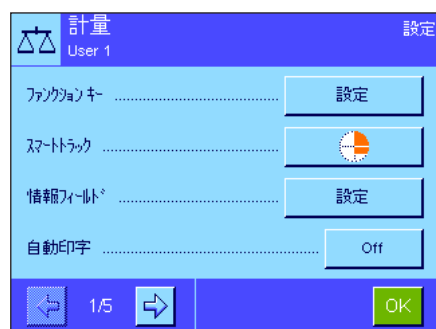 計量
設定
User 1
ﾌｧﾝｸｼｮﾝ ｷｰ ........................................... 設定
ｽﾏｰﾄﾄﾗｯｸ ..............................................
情報ﾌｨｰﾙﾄﾞ .......................................... 設定
自動印字 ..................................................... Off
1/5
OK